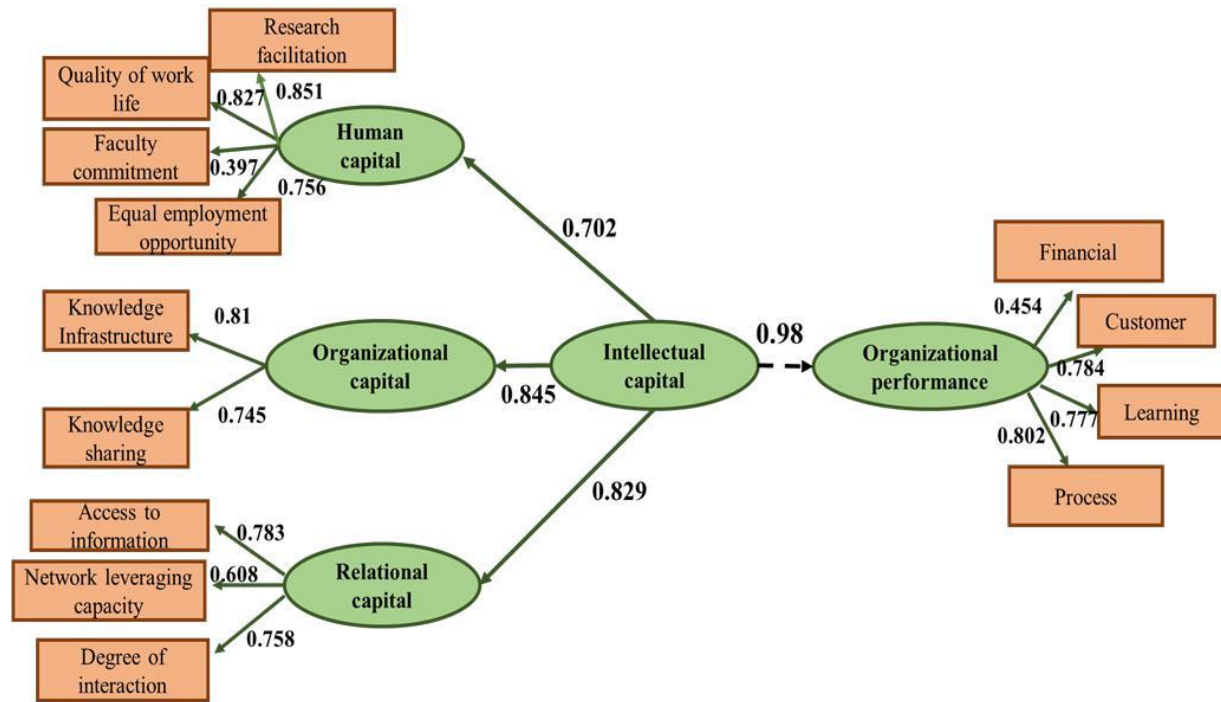 Research
facilitation
Quality of work
life
0.827
0.851
Faculty
commitment
0.397
0.756
Equal employment
opportunity
Human
capital
0.702
Knowledge
Infrastructure
0.81
Organizational
capital
0.845
Intellectual
capital
0.98
Organizational
performance
Financial
0.454
Customer
0.784
Learning
0.777
0.802
Process
Knowledge
sharing
0.745
0.829
Access to
information
0.783
Network leveraging
capacity
0.608
Relational
capital
0.758
Degree of
interaction